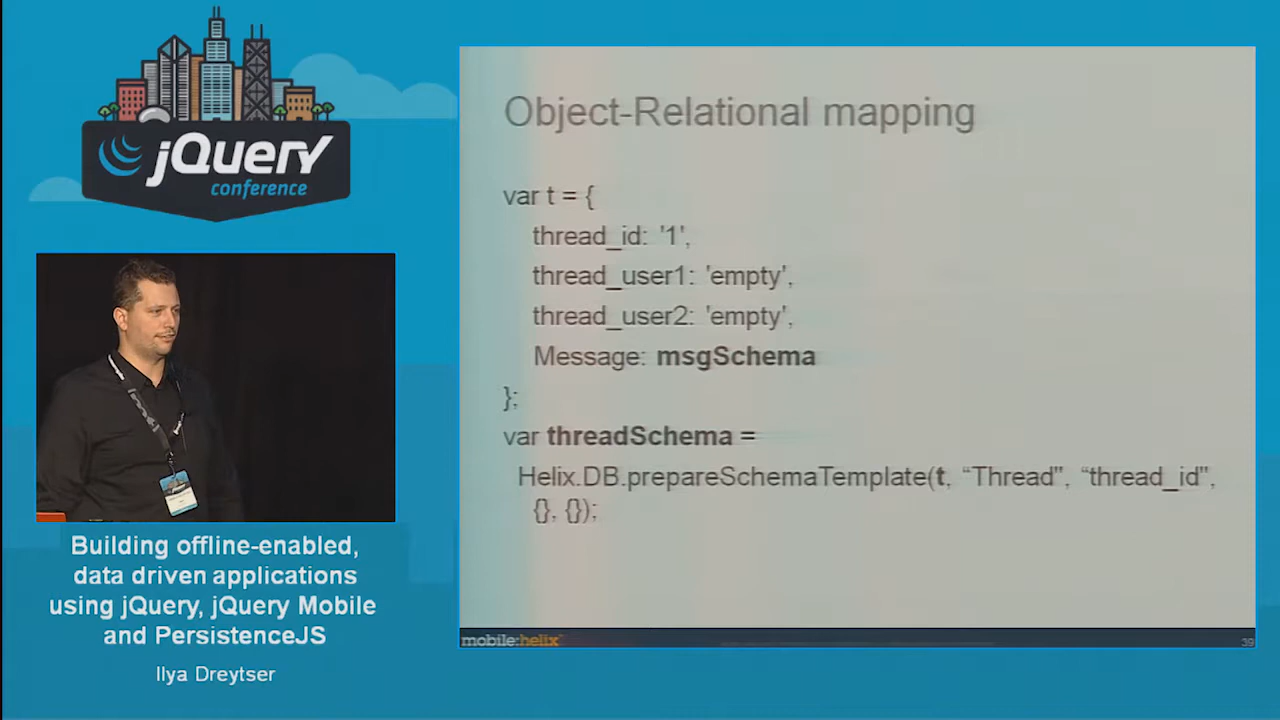 jQuery
conference
Building offline-enabled,
data driven applications
using jQuery, jQuery Mobile
and PersistenceJS
Ilya Dreytser
Object-Relational mapping
var t = {
thread_id: '1',
thread_user1: 'empty',
thread_user2: 'empty',
Message: msgSchema
};
var threadSchema =
Helix.DB.prepareSchemaTemplate(t, “Thread", “thread_id",
{}, {});
mobile:helix
39